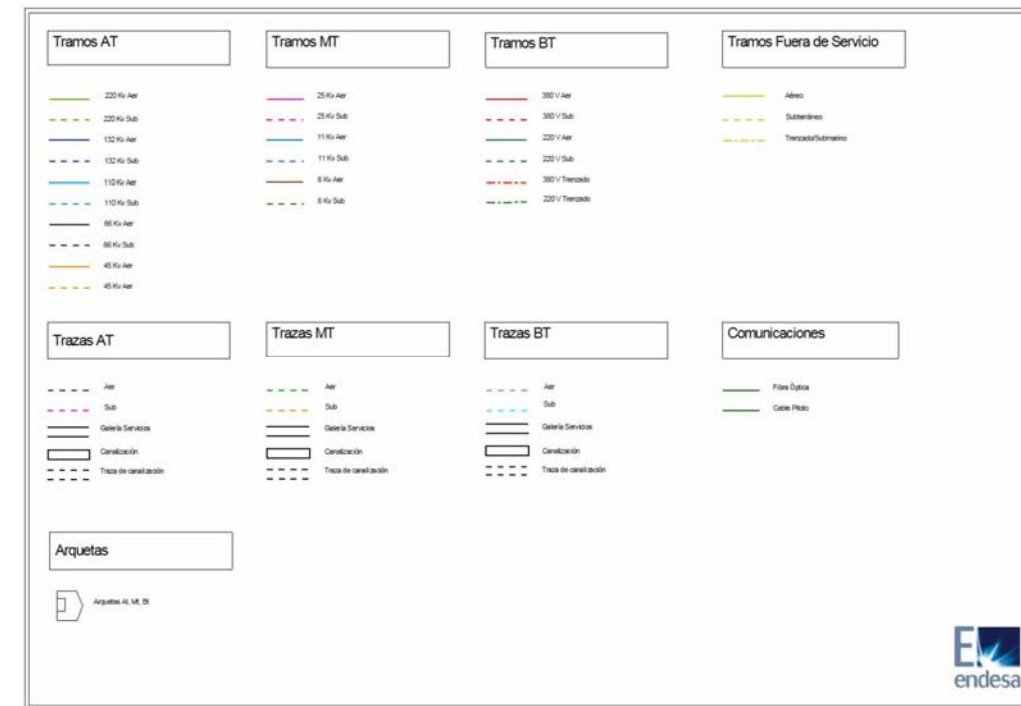 Tramos AT
220 Kv Aer
220 Kv Sub
132 Kv Aer
132 Kv Sub
110 Kv Aer
110 Kv Sub
66 Kv Aer
66 Kv Sub
45 Kv Aer
45 Kv Aer
Tramos MT
25 Kv Aer
25 Kv Sub
11 Kv Aer
11 Kv Sub
6 Kv Aer
6 Kv Sub
Tramos BT
380 V Aer
380 V Sub
220 V Aer
220 V Sub
380 V Trenzado
220 V Trenzado
Tramos Fuera de Servicio
Aéreo
Subterráneo
Trenzado/Submarino
Trazas AT
Aer
Sub
Galería Servicios
Canalización
Traza de canalización
Trazas MT
Aer
Sub
Galería Servicios
Canalización
Traza de canalización
Trazas BT
Aer
Sub
Galería Servicios
Canalización
Traza de canalización
Comunicaciones
Fibra Óptica
Cable Piloto
Arquetas
Arquetas At, Mt, Bt
endesa